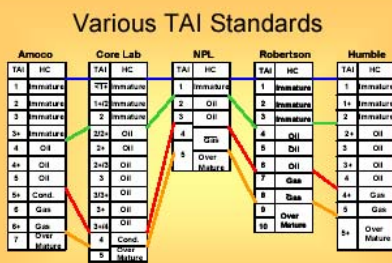 Various TAI Standards
Amoco
TAI HC
1 Immature
2 Immature
3 Immature
3+ Immature
4 Oil
4+ Oil
5 Oil
5+ Cond.
6 Gas
6+ Gas
7 Over Mature
Core Lab
TAI HC
Immature
1+/2 Immature
2 Immature
2/2+ Oil
2+ Oil
Oil
3 Oil
3/3+ Oil
3+ Oil
Oil
4 Cond.
5 Over Mature
NPL
TAI HC
1 Immature
2 Oil
3 Oil
4 Gas
5 Over
Mature
Robertson
TAI HC
1 Immature
2 Immature
3 Immature
4 Oil
5 Oil
6 Oil
7 Gas
8 Gas
9 Over
10 Mature
Humble
TAI HC
1 Immature
1+ Immature
2 Immature
2+ Oil
3 Oil
3+ Oil
4 Oil
4+ Gas
5 Gas
5+ Over
Mature